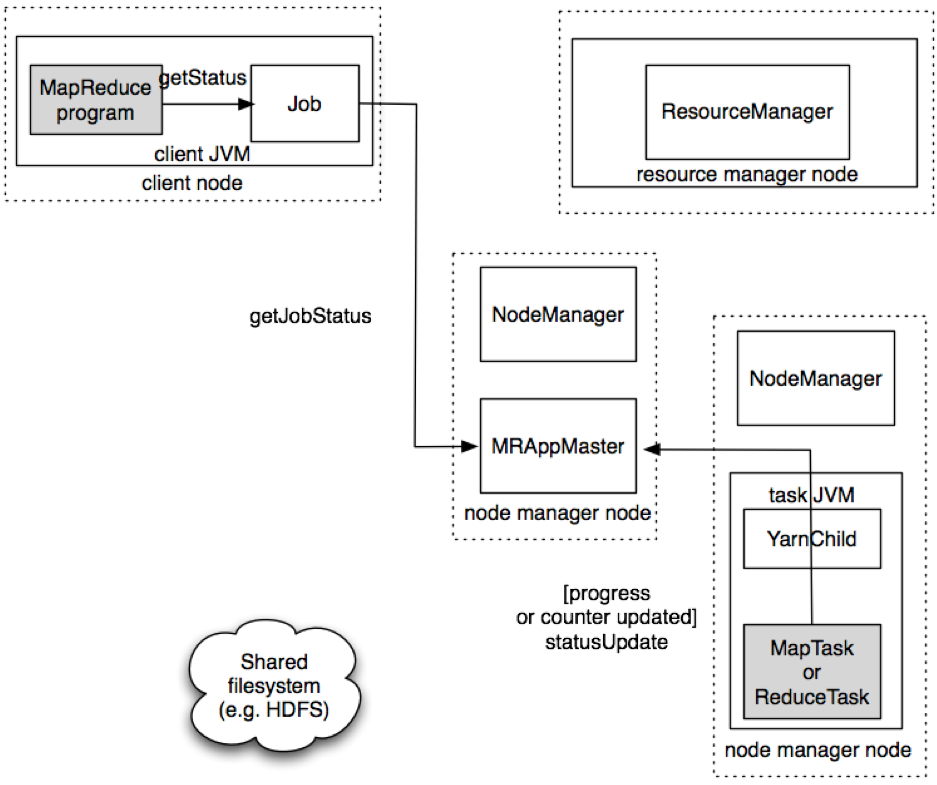 MapReduce
program
getStatus
Job
client JVM
client node
ResourceManager
resource manager node
getJobStatus
NodeManager
MRAppMaster
node manager node
NodeManager
task JVM
YarnChild
MapTask
or
ReduceTask
node manager node
[progress
or counter updated]
statusUpdate
Shared
filesystem
(e.g. HDFS)